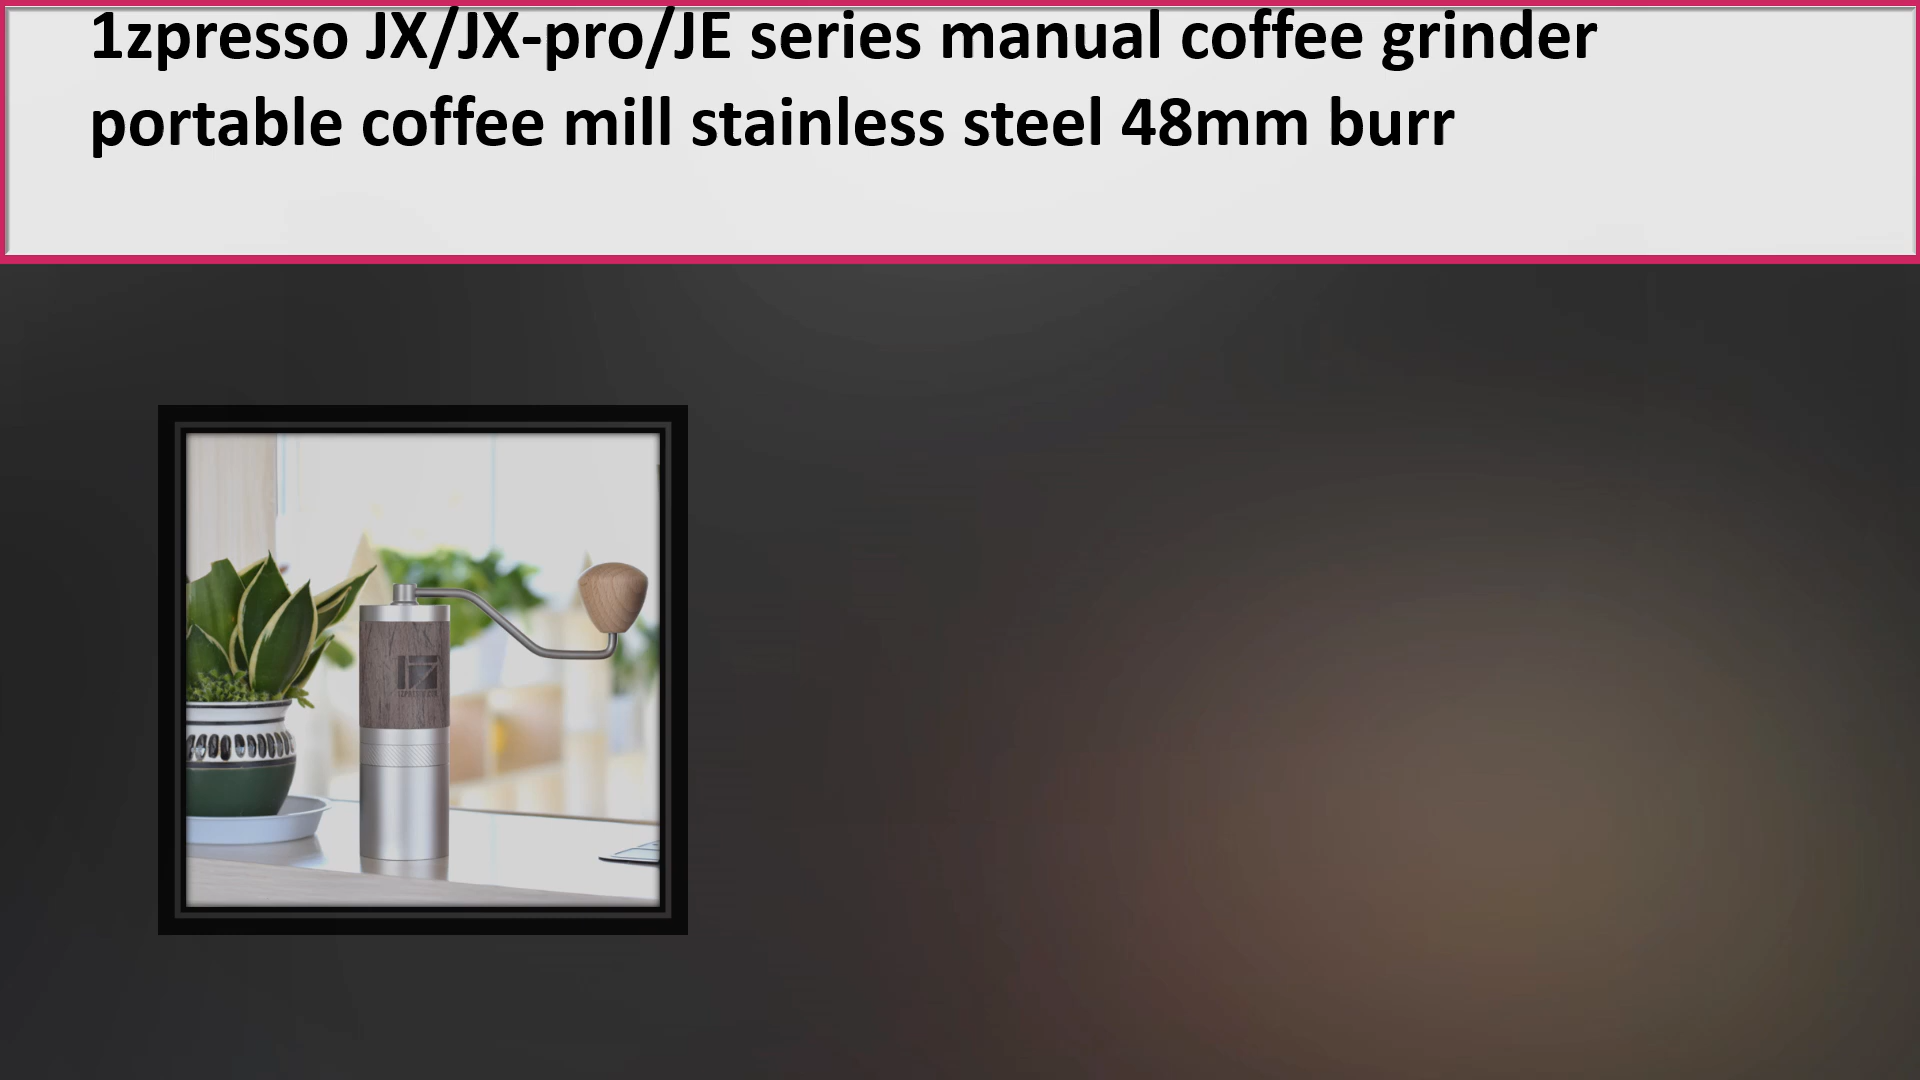 1zpresso JX/JX-pro/JE series manual coffee grinder
portable coffee mill stainless steel 48mm burr